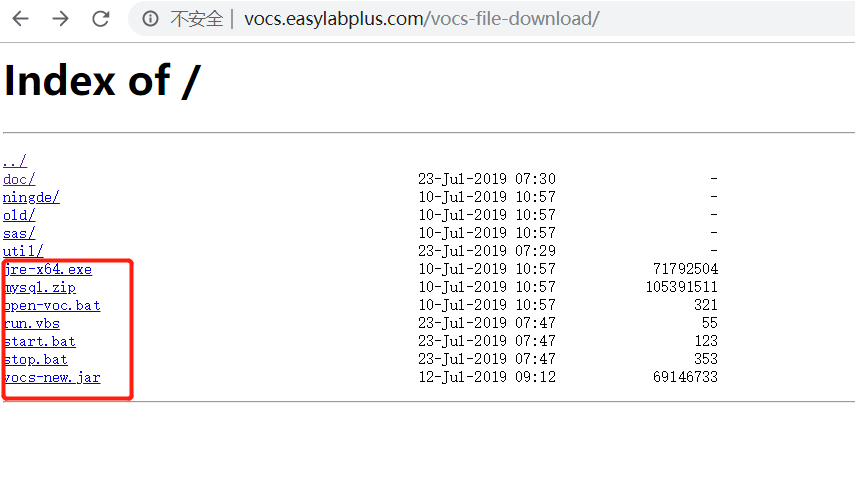 不安全 | vocs.easylabplus.com/vocs-file-download/
Index of /
../
doc/ 23-Jul-2019 07:30 -
ningde/ 10-Jul-2019 10:57 -
old/ 10-Jul-2019 10:57 -
sas/ 10-Jul-2019 10:57 -
util/ 23-Jul-2019 07:29 -
jre-x64.exe 10-Jul-2019 10:57 71792504
mysql.zip 10-Jul-2019 10:57 105391511
open-voc.bat 10-Jul-2019 10:57 321
run.vbs 23-Jul-2019 07:47 55
start.bat 23-Jul-2019 07:47 123
stop.bat 23-Jul-2019 07:47 353
vocs-new.jar 12-Jul-2019 09:12 69146733